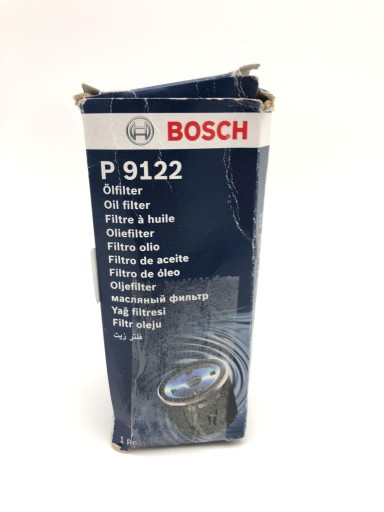 BOSCH
P 9122
Ölfilter
Oil filter
Filtre à huile
Oliefilter
Filtro olio
Filtro de aceite
Filtro de óleo
Oljefilter
масляный фильтр
Yağ filtresi
Filtr oleju
فلتر زيت
1